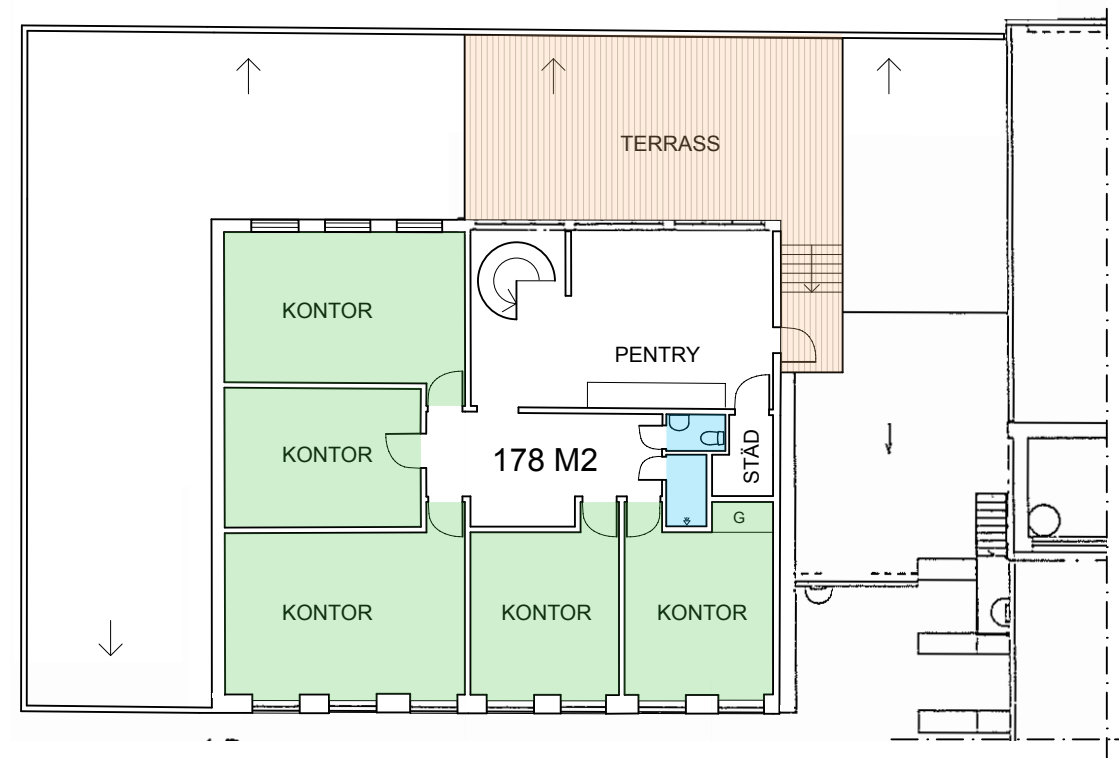 TERRASS
KONTOR
PENTRY
KONTOR
178 M2
STÄD
G
KONTOR
KONTOR
KONTOR